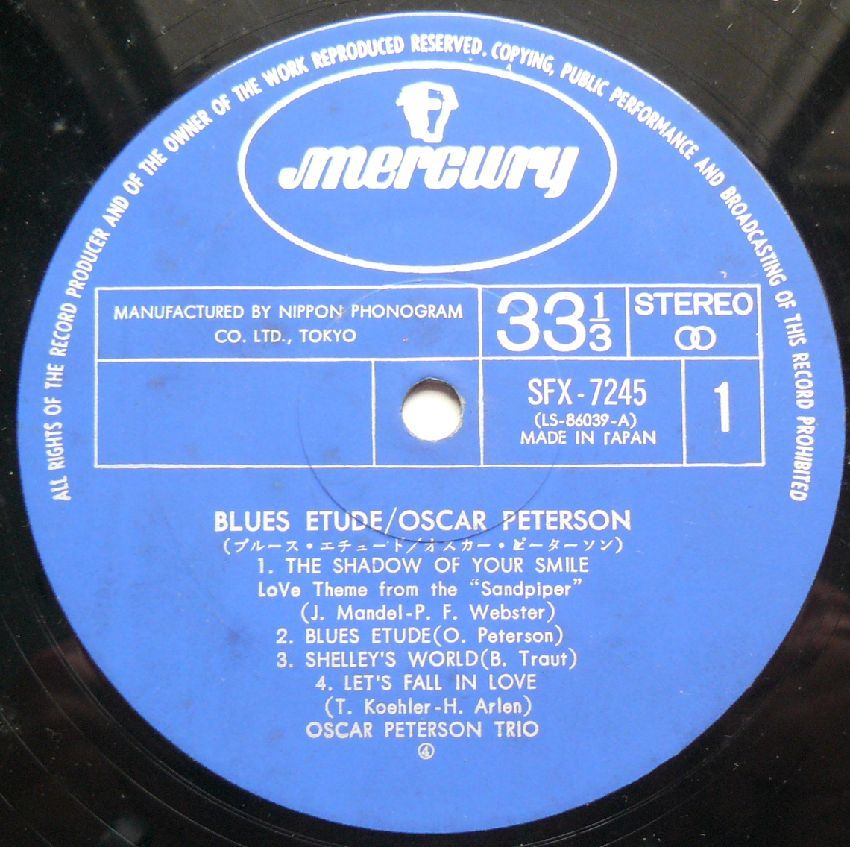 ALL RIGHTS OF THE RECORD PRODUCER AND OF THE OWNER OF THE WORK REPRODUCED RESERVED. COPYING, PUBLIC PERFORMANCE AND BROADCASTING OF THIS RECORD PROHIBITED
mercury
MANUFACTURED BY NIPPON PHONOGRAM
CO. LTD., TOKYO
33 1/3
STEREO
SFX-7245
(LS-86039-A)
MADE IN JAPAN
1
BLUES ETUDE/OSCAR PETERSON
(ブルース・エチュード/オスカー・ピーターソン)
1. THE SHADOW OF YOUR SMILE
LoVe Theme from the "Sandpiper"
(J. Mandel-P. F. Webster)
2. BLUES ETUDE(O. Peterson)
3. SHELLEY'S WORLD(B. Traut)
4. LET'S FALL IN LOVE
(T. Koehler-H. Arlen)
OSCAR PETERSON TRIO
④